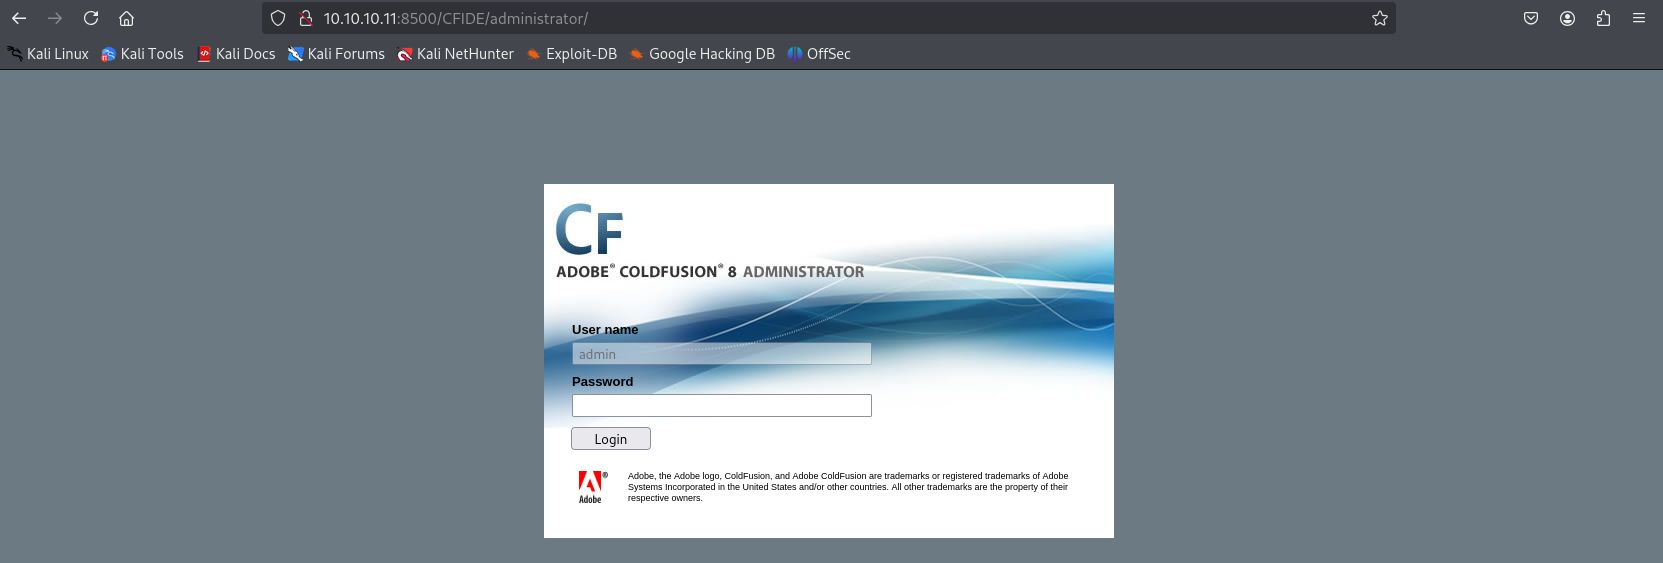 10.10.10.11:8500/CFIDE/administrator/
Kali Linux Kali Tools Kali Docs Kali Forums Kali NetHunter Exploit-DB Google Hacking DB OffSec
CF
ADOBE® COLDFUSION® 8 ADMINISTRATOR
User name
admin
Password
Login
Adobe, the Adobe logo, ColdFusion, and Adobe ColdFusion are trademarks or registered trademarks of Adobe
Systems Incorporated in the United States and/or other countries. All other trademarks are the property of their
respective owners.
®
Adobe